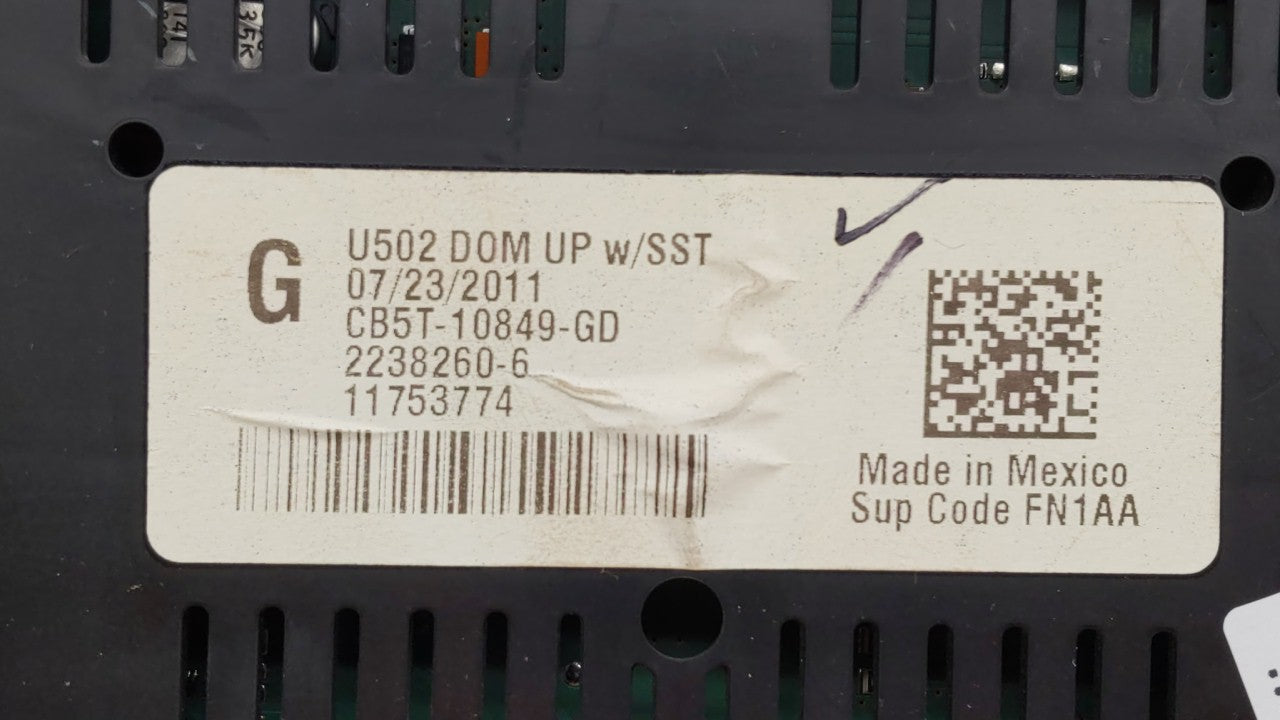 G
U502 DOM UP w/SST
07/23/2011
CB5T-10849-GD
2238260-6
11753774
Made in Mexico
Sup Code FN1AA